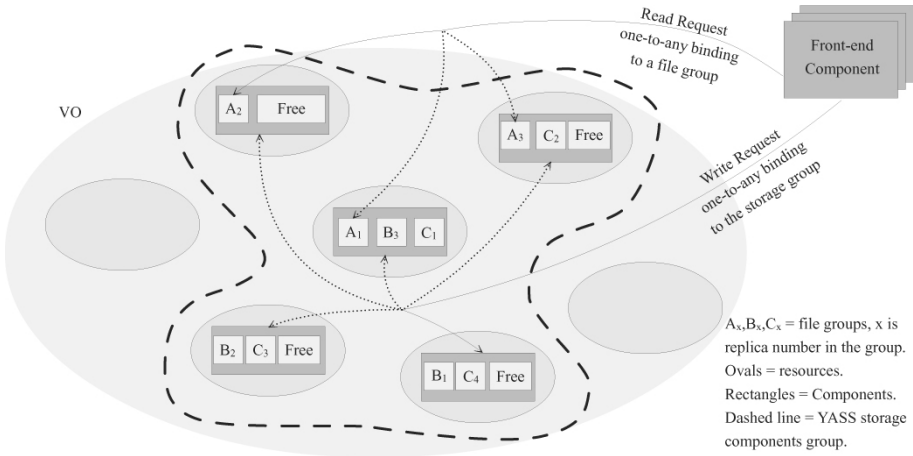 Read Request
one-to-any binding
to a file group
Front-end
Component
VO
A₂ Free
A₃ C₂ Free
Write Request
one-to-any binding
to the storage group
A₁ B₃ C₁
B₂ C₃ Free
B₁ C₄ Free
Aₓ,Bₓ,Cₓ = file groups, x is
replica number in the group.
Ovals = resources.
Rectangles = Components.
Dashed line = YASS storage
components group.